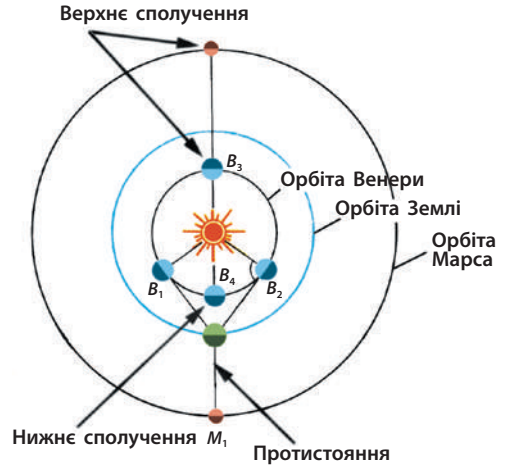 Верхнє сполучення
B₃
Орбіта Венери
Орбіта Землі
Орбіта
Марса
B₁
B₄
B₂
Нижнє сполучення M₁
Протистояння